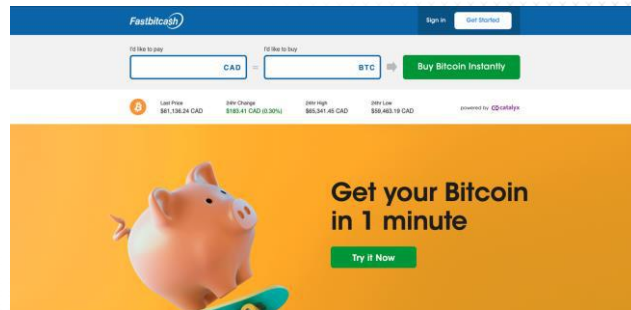 Fastbitcash
Sign in
Get Started
I'd like to pay
I'd like to buy
CAD
=
BTC
Buy Bitcoin Instantly
Last Price
24hr Change
24hr High
24hr Low
$61,136.24 CAD
$183.41 CAD (0.30%)
$65,341.45 CAD
$59,463.19 CAD
powered by catalyx
Get your Bitcoin
in 1 minute
Try it Now